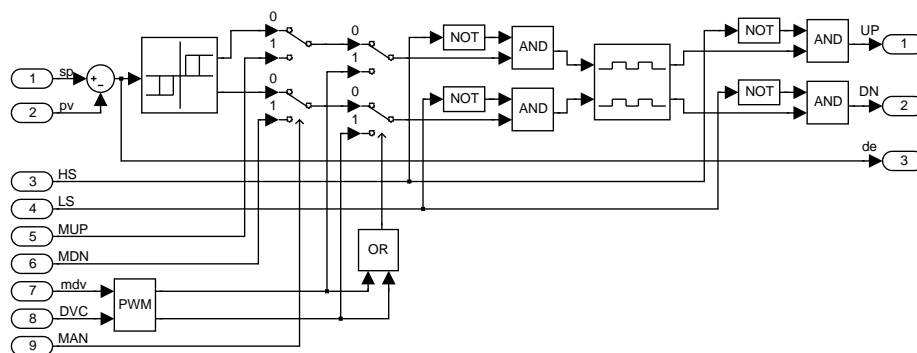 0
1
0
1
NOT
AND
NOT
AND
UP
1
1
sp
+
−
2
pv
0
1
0
1
NOT
AND
NOT
AND
DN
2
de
3
3
HS
4
LS
5
MUP
6
MDN
OR
7
mdv
PWM
8
DVC
9
MAN